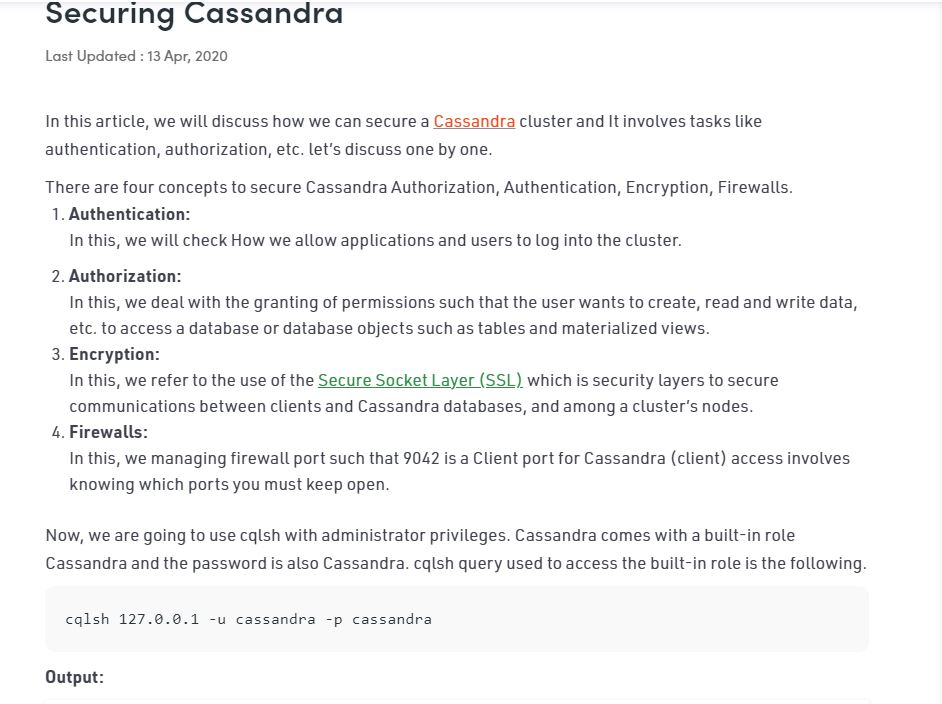 Securing Cassandra
Last Updated : 13 Apr, 2020
In this article, we will discuss how we can secure a Cassandra cluster and It involves tasks like
authentication, authorization, etc. let’s discuss one by one.
There are four concepts to secure Cassandra Authorization, Authentication, Encryption, Firewalls.
1. Authentication:
In this, we will check How we allow applications and users to log into the cluster.
2. Authorization:
In this, we deal with the granting of permissions such that the user wants to create, read and write data,
etc. to access a database or database objects such as tables and materialized views.
3. Encryption:
In this, we refer to the use of the Secure Socket Layer (SSL) which is security layers to secure
communications between clients and Cassandra databases, and among a cluster’s nodes.
4. Firewalls:
In this, we managing firewall port such that 9042 is a Client port for Cassandra (client) access involves
knowing which ports you must keep open.
Now, we are going to use cqlsh with administrator privileges. Cassandra comes with a built-in role
Cassandra and the password is also Cassandra. cqlsh query used to access the built-in role is the following.
cqlsh 127.0.0.1 -u cassandra -p cassandra
Output: